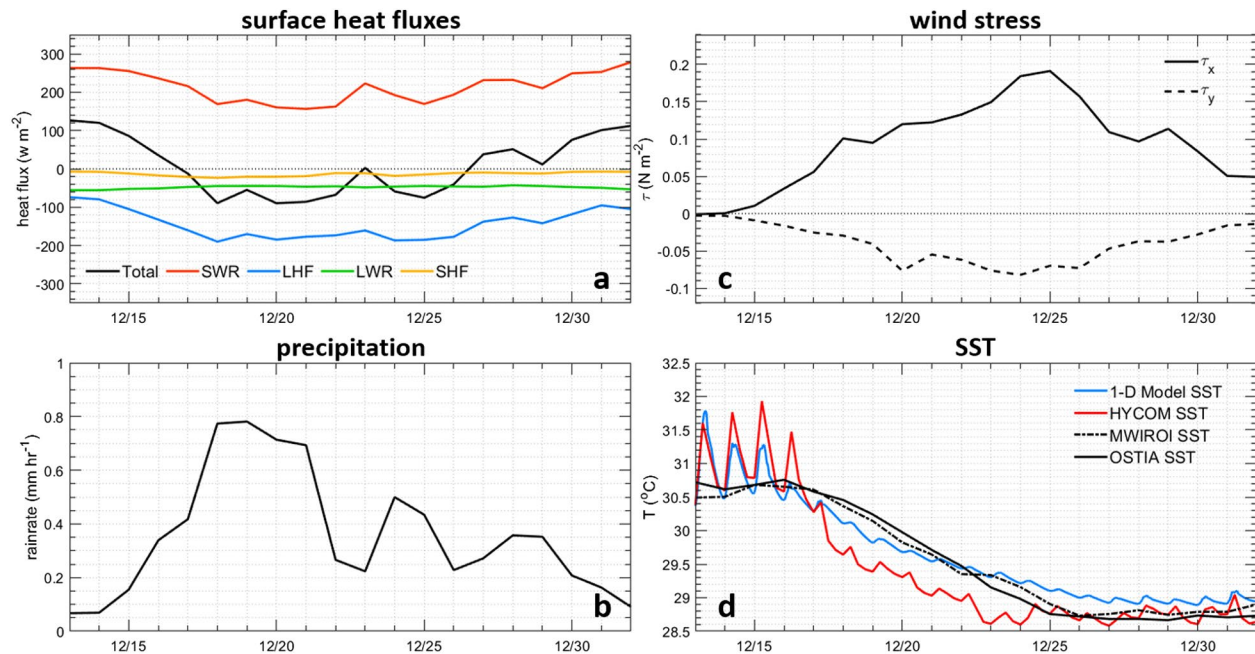 surface heat fluxes
300
200
100
0
-100
-200
-300
heat flux (w m⁻²)
Total SWR LHF LWR SHF
a
12/15 12/20 12/25 12/30
wind stress
0.2
0.15
0.1
0.05
0
-0.05
-0.1
τ (N m⁻²)
τx
τy
c
12/15 12/20 12/25 12/30
precipitation
1
0.8
0.6
0.4
0.2
0
rainrate (mm hr⁻¹)
b
12/15 12/20 12/25 12/30
SST
32.5
32
31.5
31
30.5
30
29.5
29
28.5
T (°C)
1-D Model SST
HYCOM SST
MWIROI SST
OSTIA SST
d
12/15 12/20 12/25 12/30